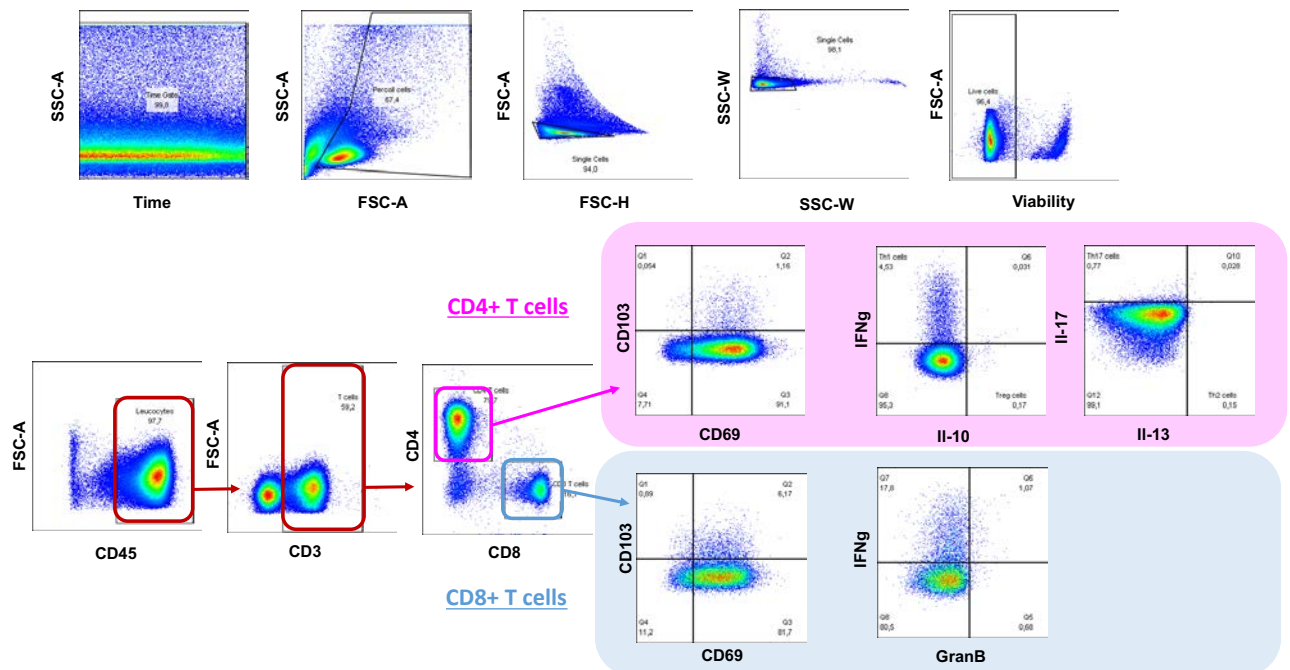 SSC-A
Time Gate
99,8
Time
SSC-A
Percoll cells
67,4
FSC-A
FSC-A
Single Cells
94,0
FSC-H
SSC-W
Single Cells
98,1
SSC-W
FSC-A
Live cells
96,4
Viability
CD4+ T cells
CD103
Q1
0,054
Q2
1,16
Q4
7,71
Q3
91,1
CD69
IFNg
Th1 cells
4,53
Q6
0,031
Q8
95,3
Treg cells
0,17
Il-10
Il-17
Th17 cells
0,77
Q10
0,028
Q12
99,1
Th2 cells
0,15
Il-13
FSC-A
Leucocytes
97,7
CD45
FSC-A
T cells
59,2
CD3
CD4
T cells
T cells
CD8
CD8+ T cells
CD103
Q1
0,89
Q2
6,17
Q4
11,2
Q3
81,7
CD69
IFNg
Q7
17,8
Q6
1,07
Q8
80,5
Q5
0,68
GranB